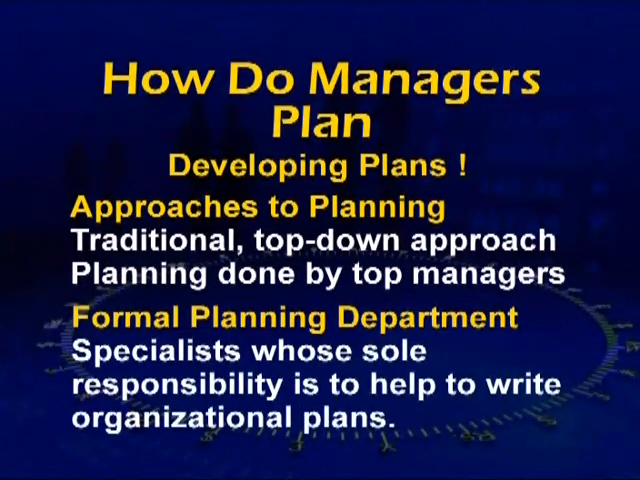 How Do Managers
Plan
Developing Plans !
Approaches to Planning
Traditional, top-down approach
Planning done by top managers
Formal Planning Department
Specialists whose sole
responsibility is to help to write
organizational plans.